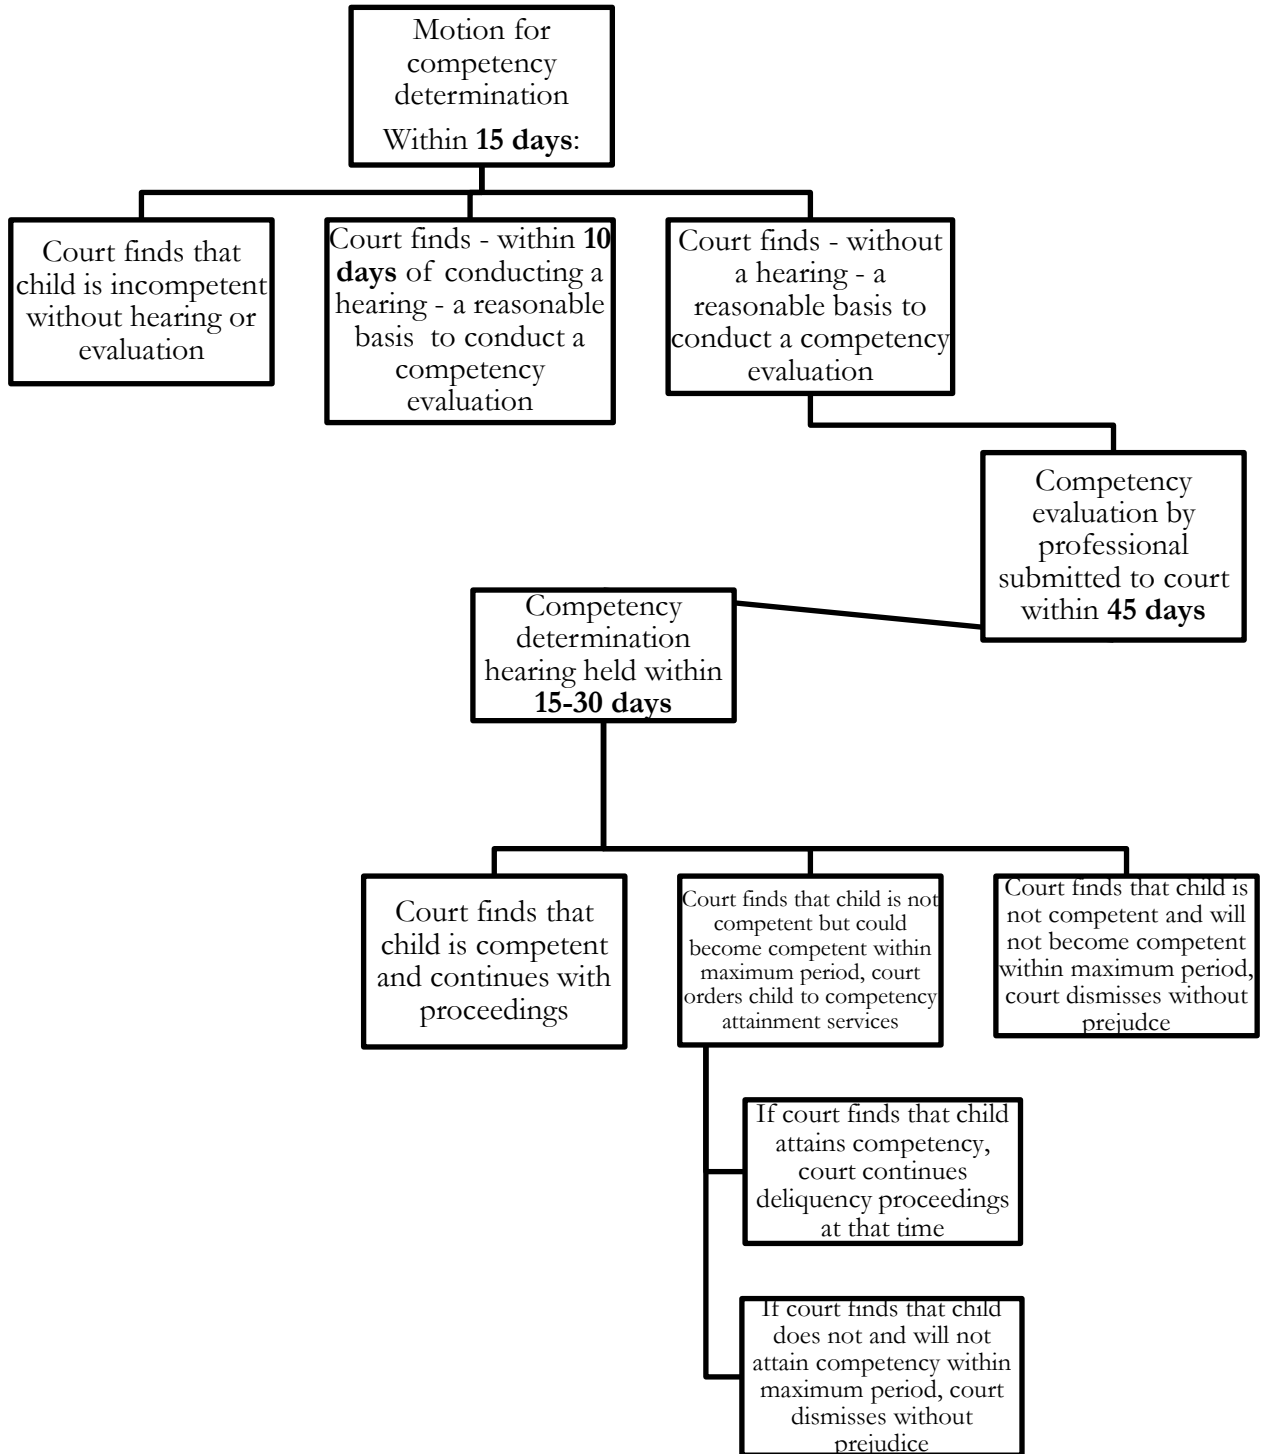 Motion for
competency
determination
Within 15 days:
Court finds that
child is incompetent
without hearing or
evaluation
Court finds - within 10
days of conducting a
hearing - a reasonable
basis to conduct a
competency
evaluation
Court finds - without
a hearing - a
reasonable basis to
conduct a competency
evaluation
Competency
evaluation by
professional
submitted to court
within 45 days
Competency
determination
hearing held within
15-30 days
Court finds that
child is competent
and continues with
proceedings
Court finds that child is not
competent but could
become competent within
maximum period, court
orders child to competency
attainment services
Court finds that child is
not competent and will
not become competent
within maximum period,
court dismisses without
prejudce
If court finds that child
attains competency,
court continues
deliquency proceedings
at that time
If court finds that child
does not and will not
attain competency within
maximum period, court
dismisses without
prejudice